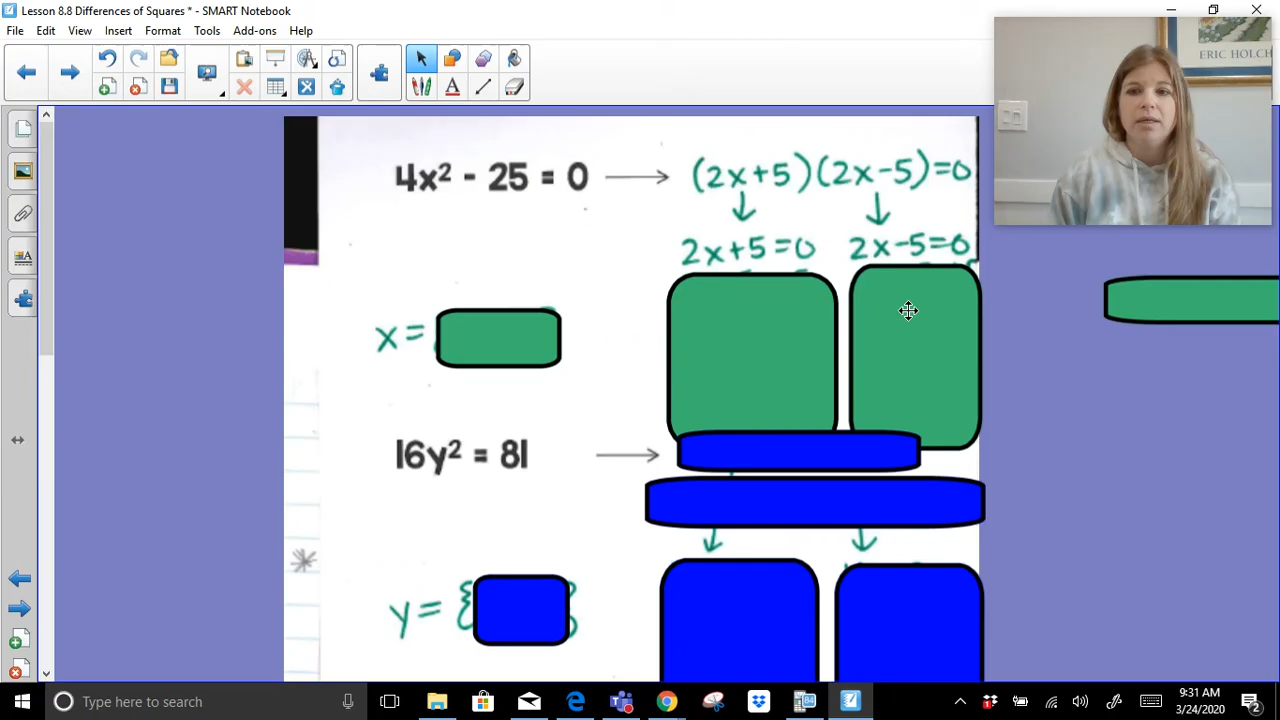 Lesson 8.8 Differences of Squares * - SMART Notebook
File Edit View Insert Format Tools Add-ons Help
ERIC HOLCH
4x² - 25 = 0 → (2x+5)(2x-5)=0
2x+5=0 2x-5=0
x=
16y² = 81 →
y= { }
Type here to search
9:31 AM
3/24/2020
2